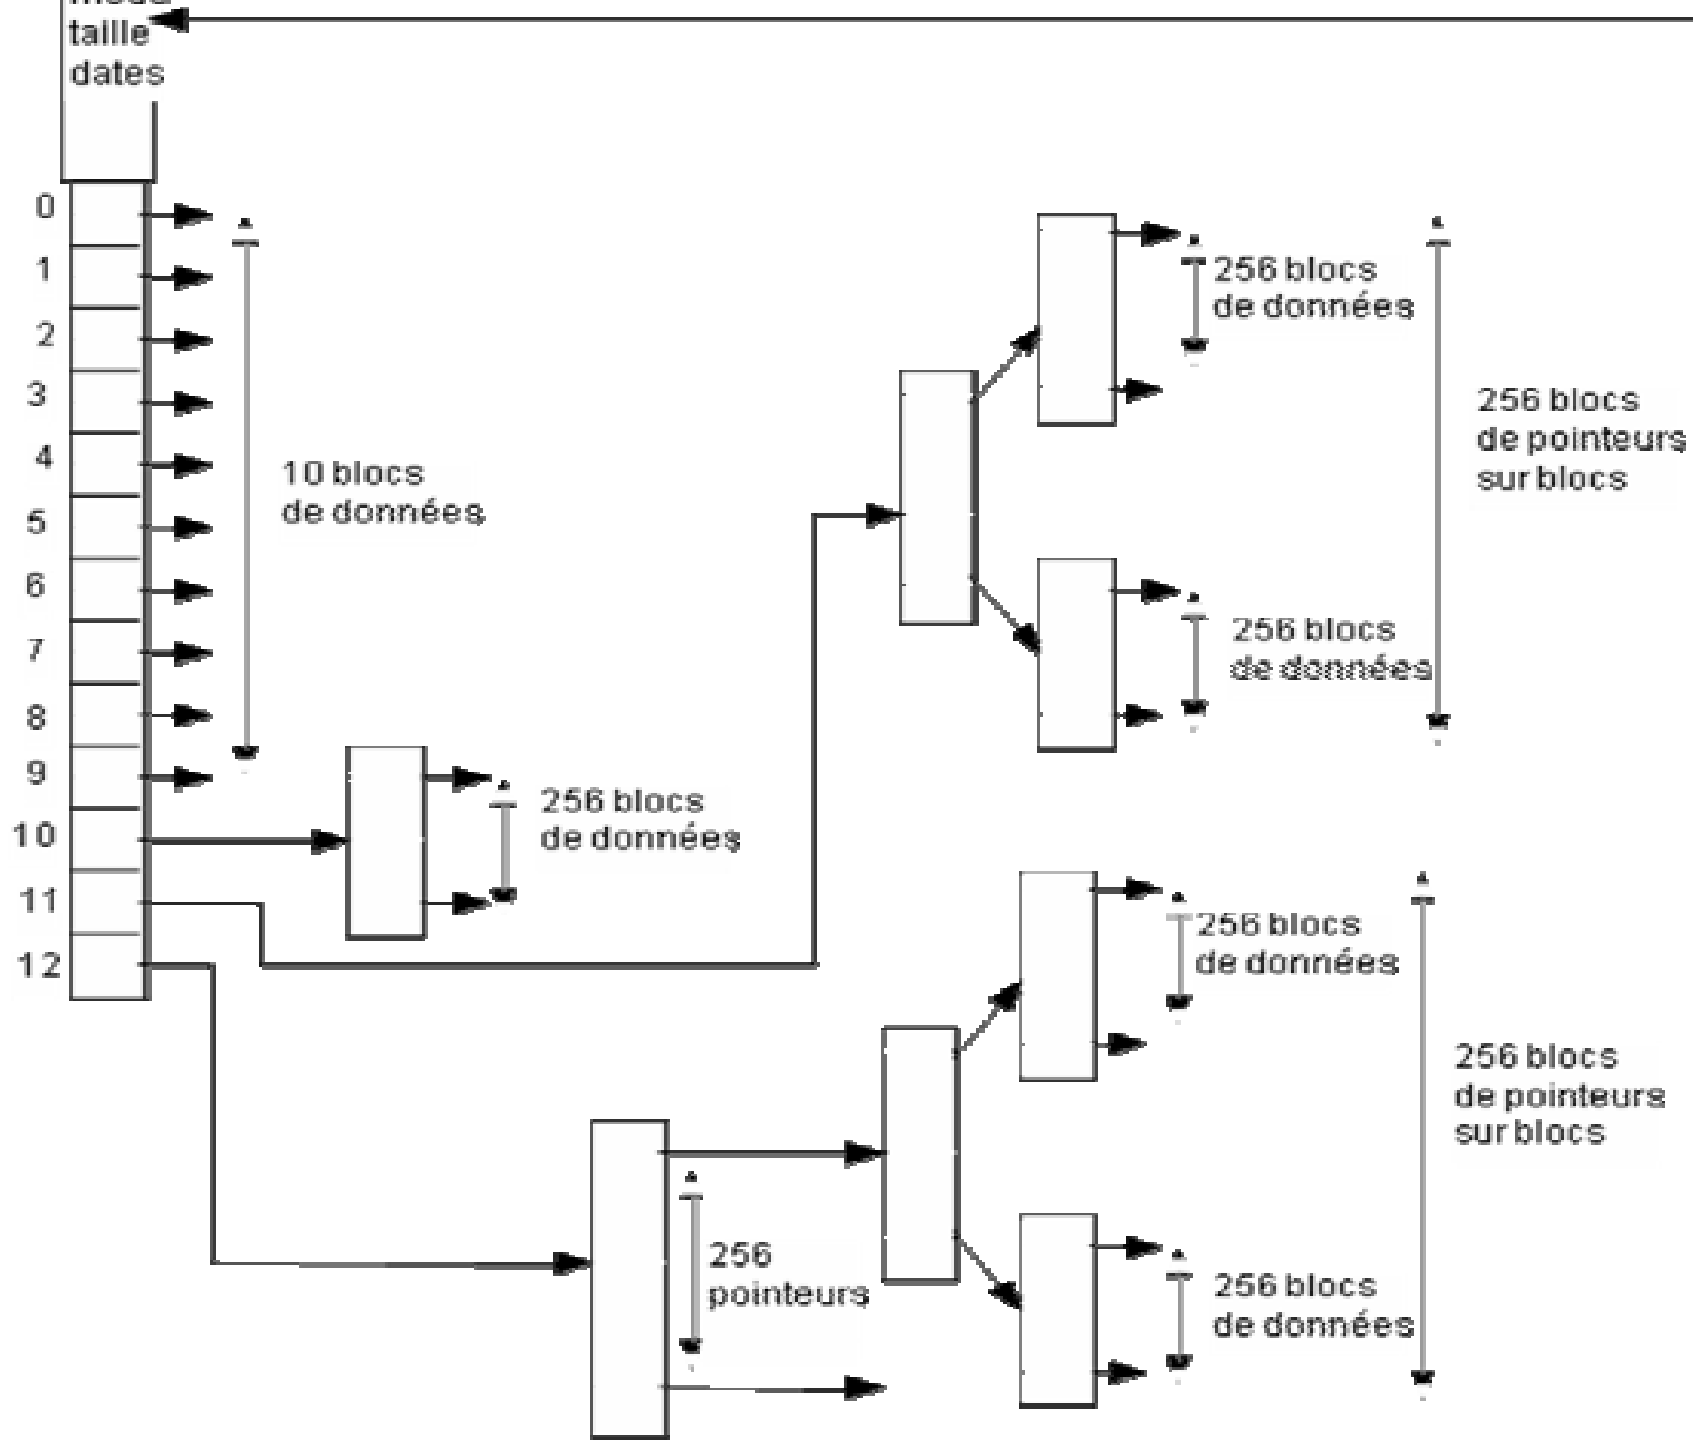 taille
dates
0
1
2
3
4
5
6
7
8
9
10
11
12
10 blocs
de données
256 blocs
de données
256 blocs
de données
256 blocs
de pointeurs
sur blocs
256 blocs
de données
256 blocs
de données
256 blocs
de pointeurs
sur blocs
256
pointeurs
256 blocs
de données